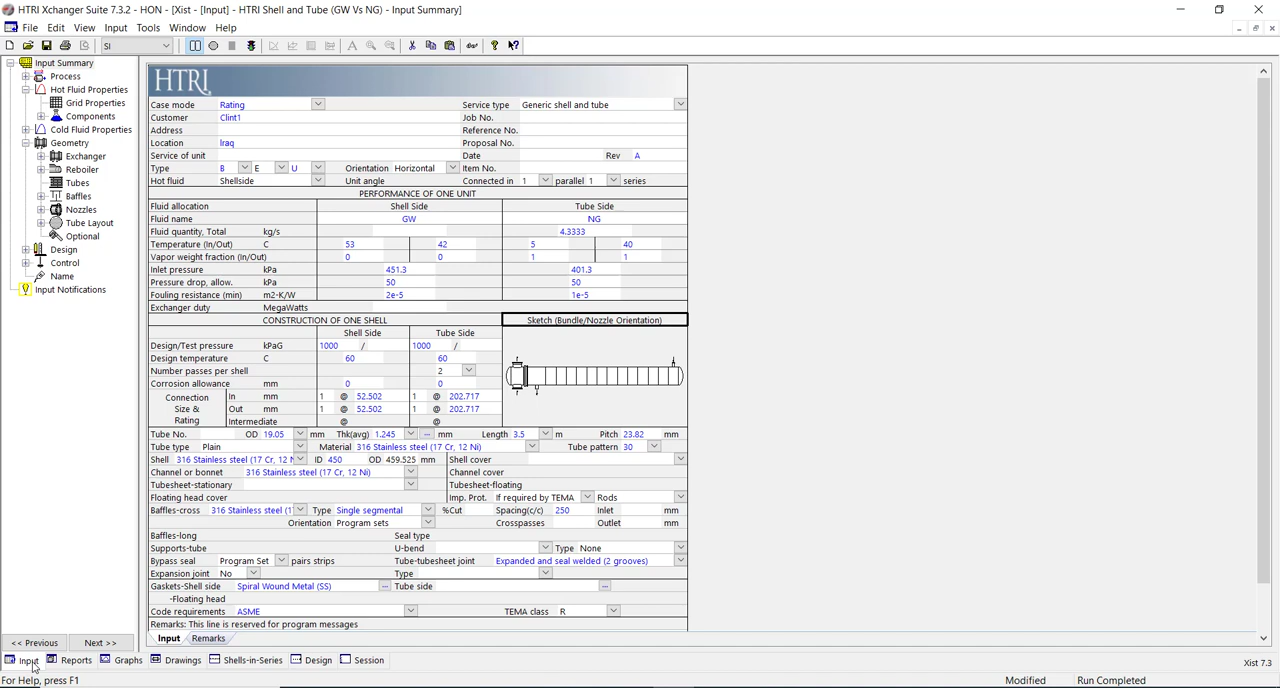 HTRI Xchanger Suite 7.3.2 - HON - [Xist - [Input] - HTRI Shell and Tube (GW Vs NG) - Input Summary]
File Edit View Input Tools Window Help
SI
Input Summary
Process
Hot Fluid Properties
Grid Properties
Components
Cold Fluid Properties
Geometry
Exchanger
Reboiler
Tubes
Baffles
Nozzles
Tube Layout
Optional
Design
Control
Name
Input Notifications
<< Previous Next >>
HTRI
Case mode Rating Service type Generic shell and tube
Customer Clint1 Job No.
Address Reference No.
Location Iraq Proposal No.
Service of unit Date Rev A
Type B E U Orientation Horizontal Item No.
Hot fluid Shellside Unit angle Connected in 1 parallel 1 series
PERFORMANCE OF ONE UNIT
Fluid allocation Shell Side Tube Side
Fluid name GW NG
Fluid quantity, Total kg/s 4.3333
Temperature (In/Out) C 53 42 5 40
Vapor weight fraction (In/Out) 0 0 1 1
Inlet pressure kPa 451.3 401.3
Pressure drop, allow. kPa 50 50
Fouling resistance (min) m2-K/W 2e-5 1e-5
Exchanger duty MegaWatts
CONSTRUCTION OF ONE SHELL Sketch (Bundle/Nozzle Orientation)
Shell Side Tube Side
Design/Test pressure kPaG 1000 / 1000 /
Design temperature C 60 60
Number passes per shell 2
Corrosion allowance mm 0 0
Connection Size & Rating
In mm 1 @ 52.502 1 @ 202.717
Out mm 1 @ 52.502 1 @ 202.717
Intermediate @ @
Tube No. OD 19.05 mm Thk(avg) 1.245 ... mm Length 3.5 m Pitch 23.82 mm
Tube type Plain Material 316 Stainless steel (17 Cr, 12 Ni) Tube pattern 30
Shell 316 Stainless steel (17 Cr, 12 N ID 450 OD 459.525 mm Shell cover
Channel or bonnet 316 Stainless steel (17 Cr, 12 Ni) Channel cover
Tubesheet-stationary Tubesheet-floating
Floating head cover Imp. Prot. If required by TEMA Rods
Baffles-cross 316 Stainless steel (1 Type Single segmental %Cut Spacing(c/c) 250 Inlet mm
Orientation Program sets Crosspasses Outlet mm
Baffles-long Seal type
Supports-tube U-bend Type None
Bypass seal Program Set pairs strips Tube-tubesheet joint Expanded and seal welded (2 grooves)
Expansion joint No Type
Gaskets-Shell side Spiral Wound Metal (SS) ... Tube side ...
-Floating head
Code requirements ASME TEMA class R
Remarks: This line is reserved for program messages
Input Remarks
Input Reports Graphs Drawings Shells-in-Series Design Session Xist 7.3
For Help, press F1 Modified Run Completed